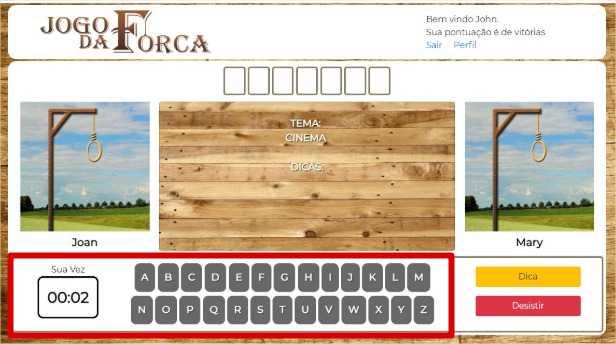 JOGO DA FORCA
Bem vindo John.
Sua pontuação é de vitórias
Sair Perfil
TEMA:
CINEMA
DICAS:
Joan
Mary
Sua Vez
00:02
A B C D E F G H I J K L M
N O P Q R S T U V W X Y Z
Dica
Desistir